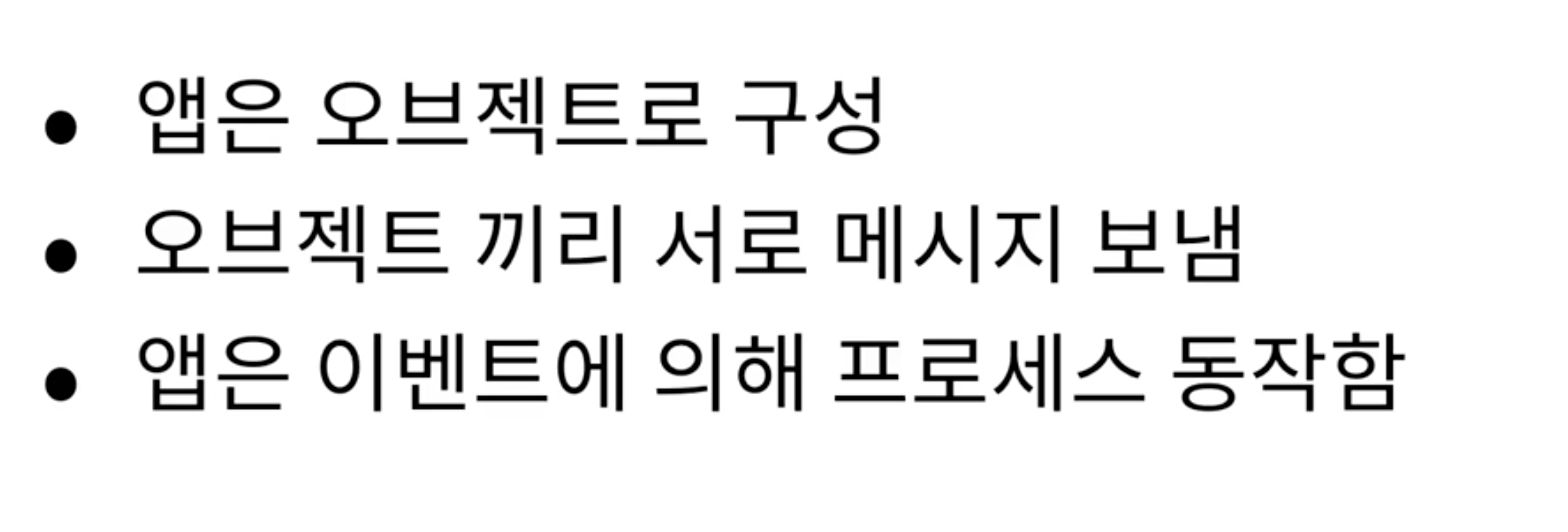 • 앱은 오브젝트로 구성
• 오브젝트 끼리 서로 메시지 보냄
• 앱은 이벤트에 의해 프로세스 동작함